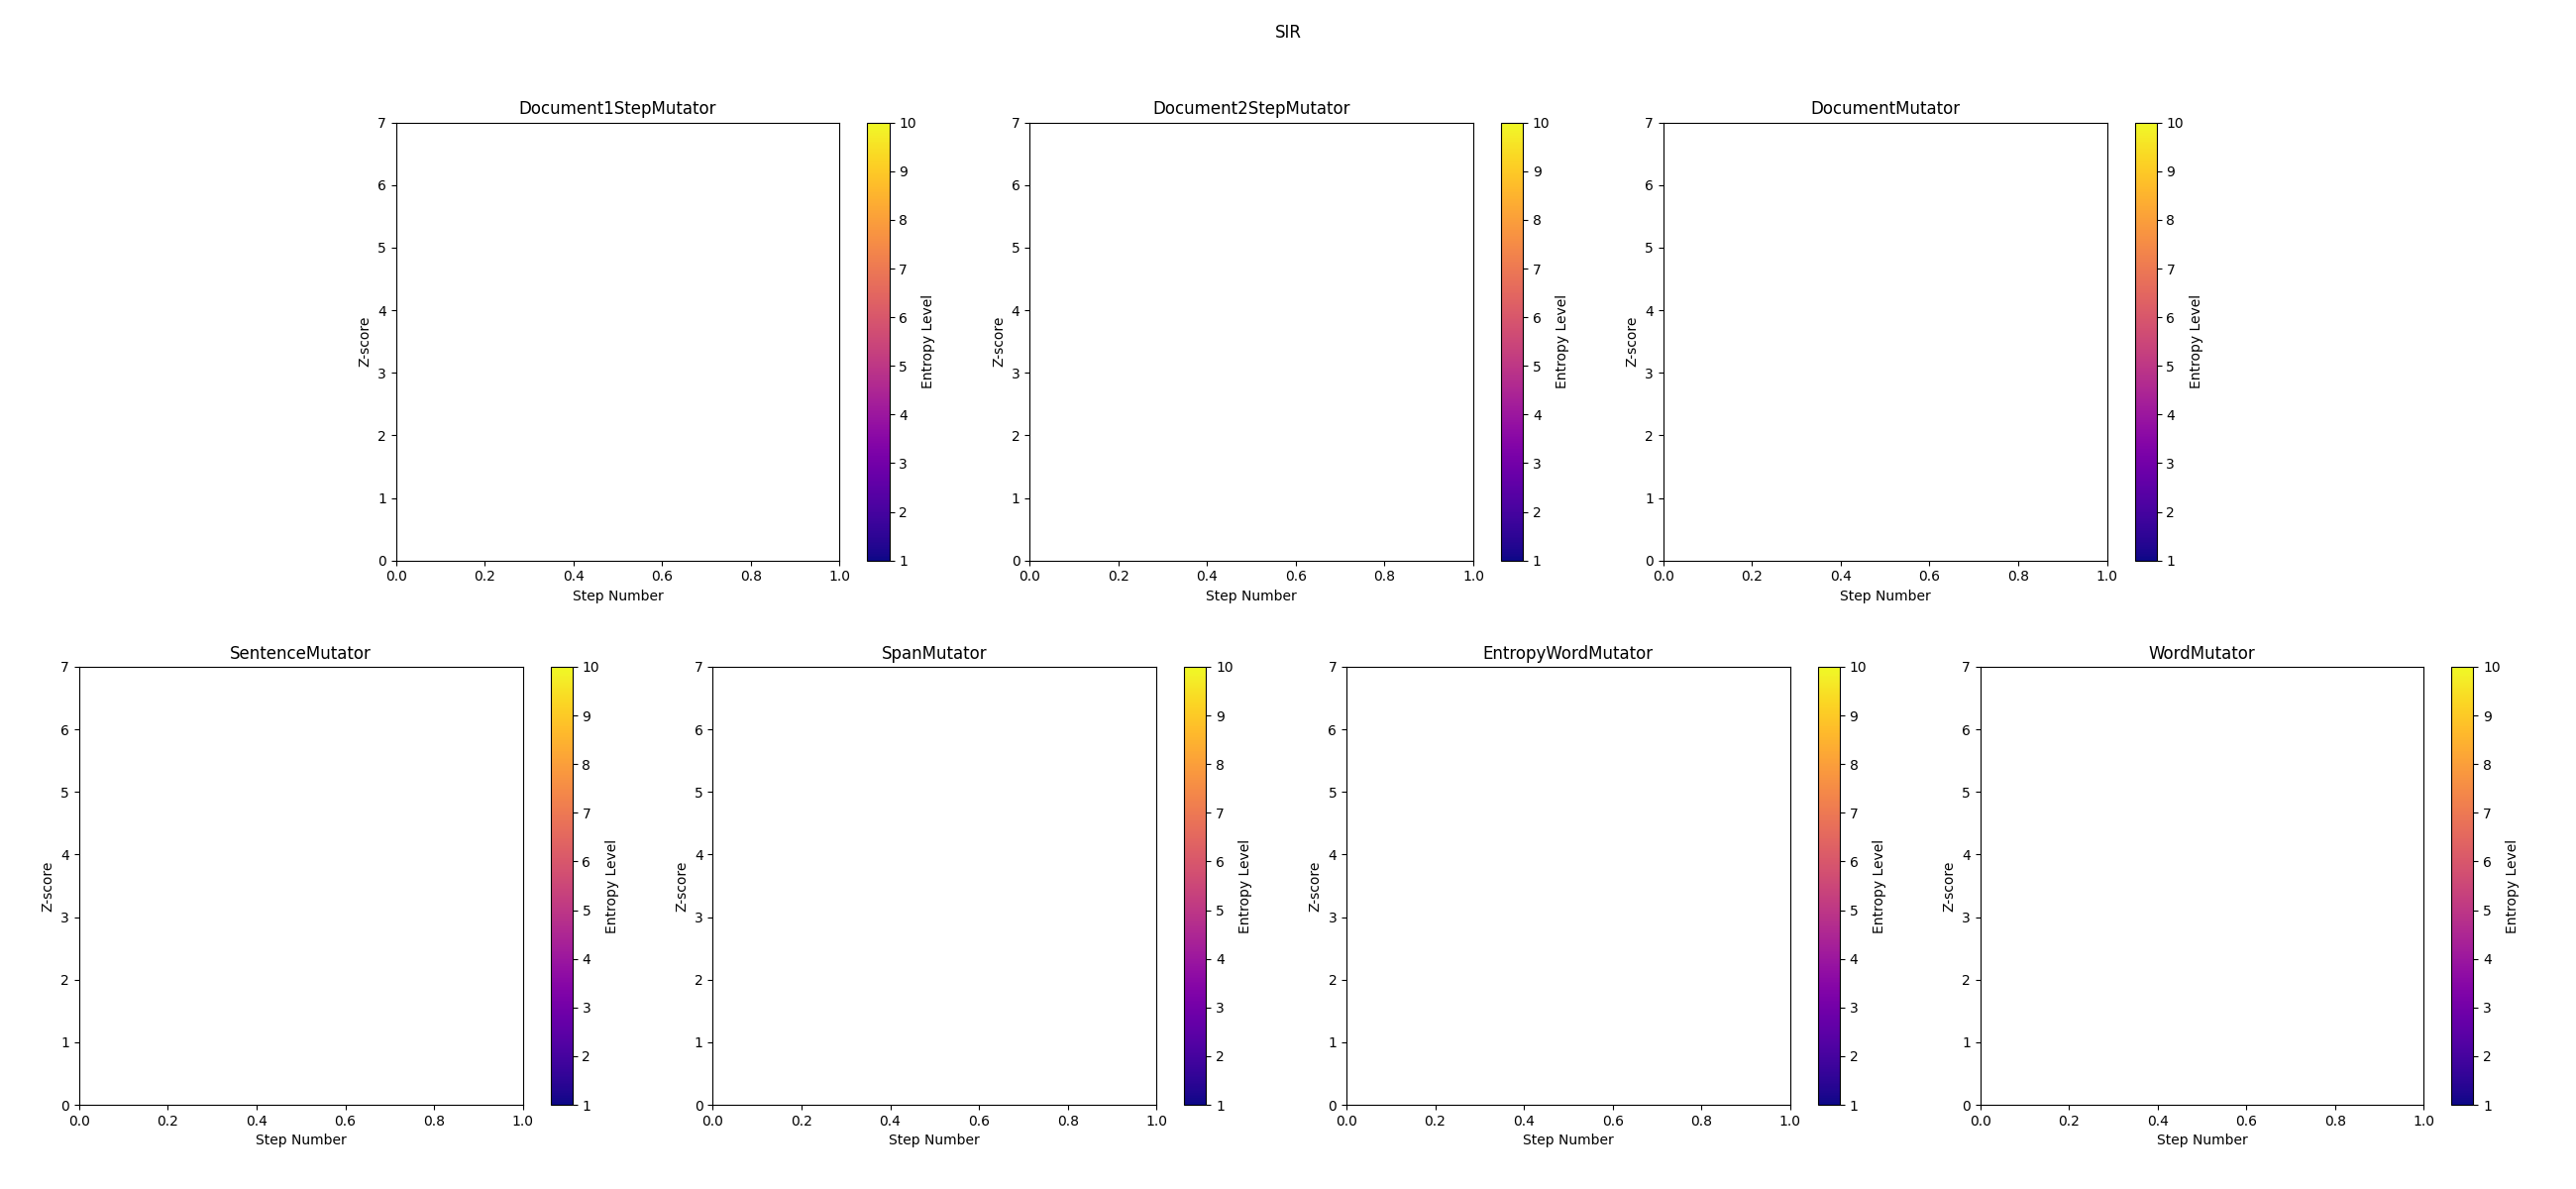 SIR
Document1StepMutator
Document2StepMutator
DocumentMutator
7 10 7 10 7 10
9 9 9
6 6 6
8 8 8
5 5 5
7 7 7
4 6 4 6 4 6
Z-score Entropy Level Z-score Entropy Level Z-score Entropy Level
3 5 3 5 3 5
4 4 4
2 2 2
3 3 3
1 2 1 2 1 2
0 1 0 1 0 1
0.0 0.2 0.4 0.6 0.8 1.0 0.0 0.2 0.4 0.6 0.8 1.0 0.0 0.2 0.4 0.6 0.8 1.0
Step Number Step Number Step Number
SentenceMutator
SpanMutator
EntropyWordMutator
WordMutator
7 10 7 10 7 10 7 10
9 9 9 9
6 6 6 6
8 8 8 8
5 5 5 5
7 7 7 7
4 6 4 6 4 6 4 6
Z-score Entropy Level Z-score Entropy Level Z-score Entropy Level Z-score Entropy Level
3 5 3 5 3 5 3 5
4 4 4 4
2 2 2 2
3 3 3 3
1 2 1 2 1 2 1 2
0 1 0 1 0 1 0 1
0.0 0.2 0.4 0.6 0.8 1.0 0.0 0.2 0.4 0.6 0.8 1.0 0.0 0.2 0.4 0.6 0.8 1.0 0.0 0.2 0.4 0.6 0.8 1.0
Step Number Step Number Step Number Step Number